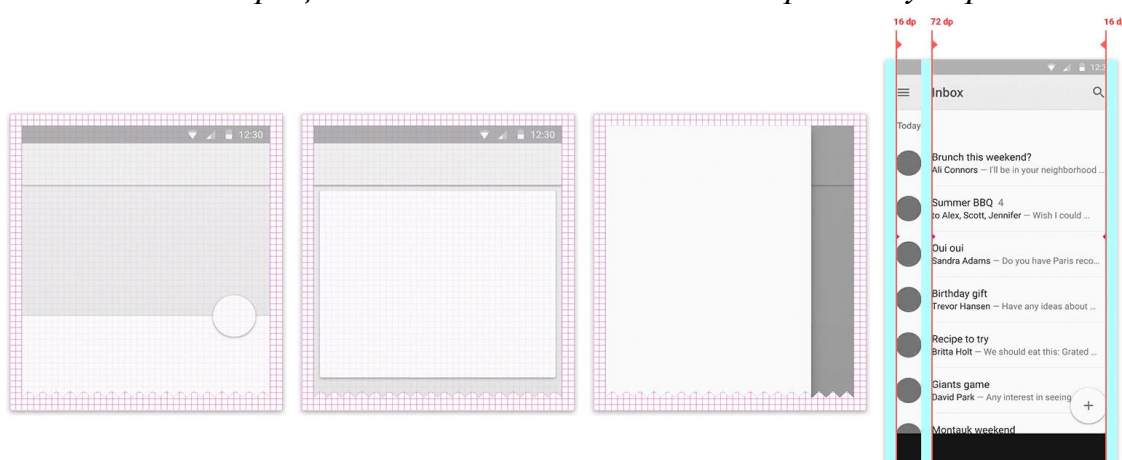 16 dp 72 dp 16 d
12:3
Inbox
12:30
12:30
Today
Brunch this weekend?
Ali Connors — I'll be in your neighborhood ...
Summer BBQ 4
to Alex, Scott, Jennifer — Wish I could ...
Oui oui
Sandra Adams — Do you have Paris reco...
Birthday gift
Trevor Hansen — Have any ideas about ...
Recipe to try
Britta Holt — We should eat this: Grated ...
Giants game
David Park — Any interest in seeing
+
Montauk weekend